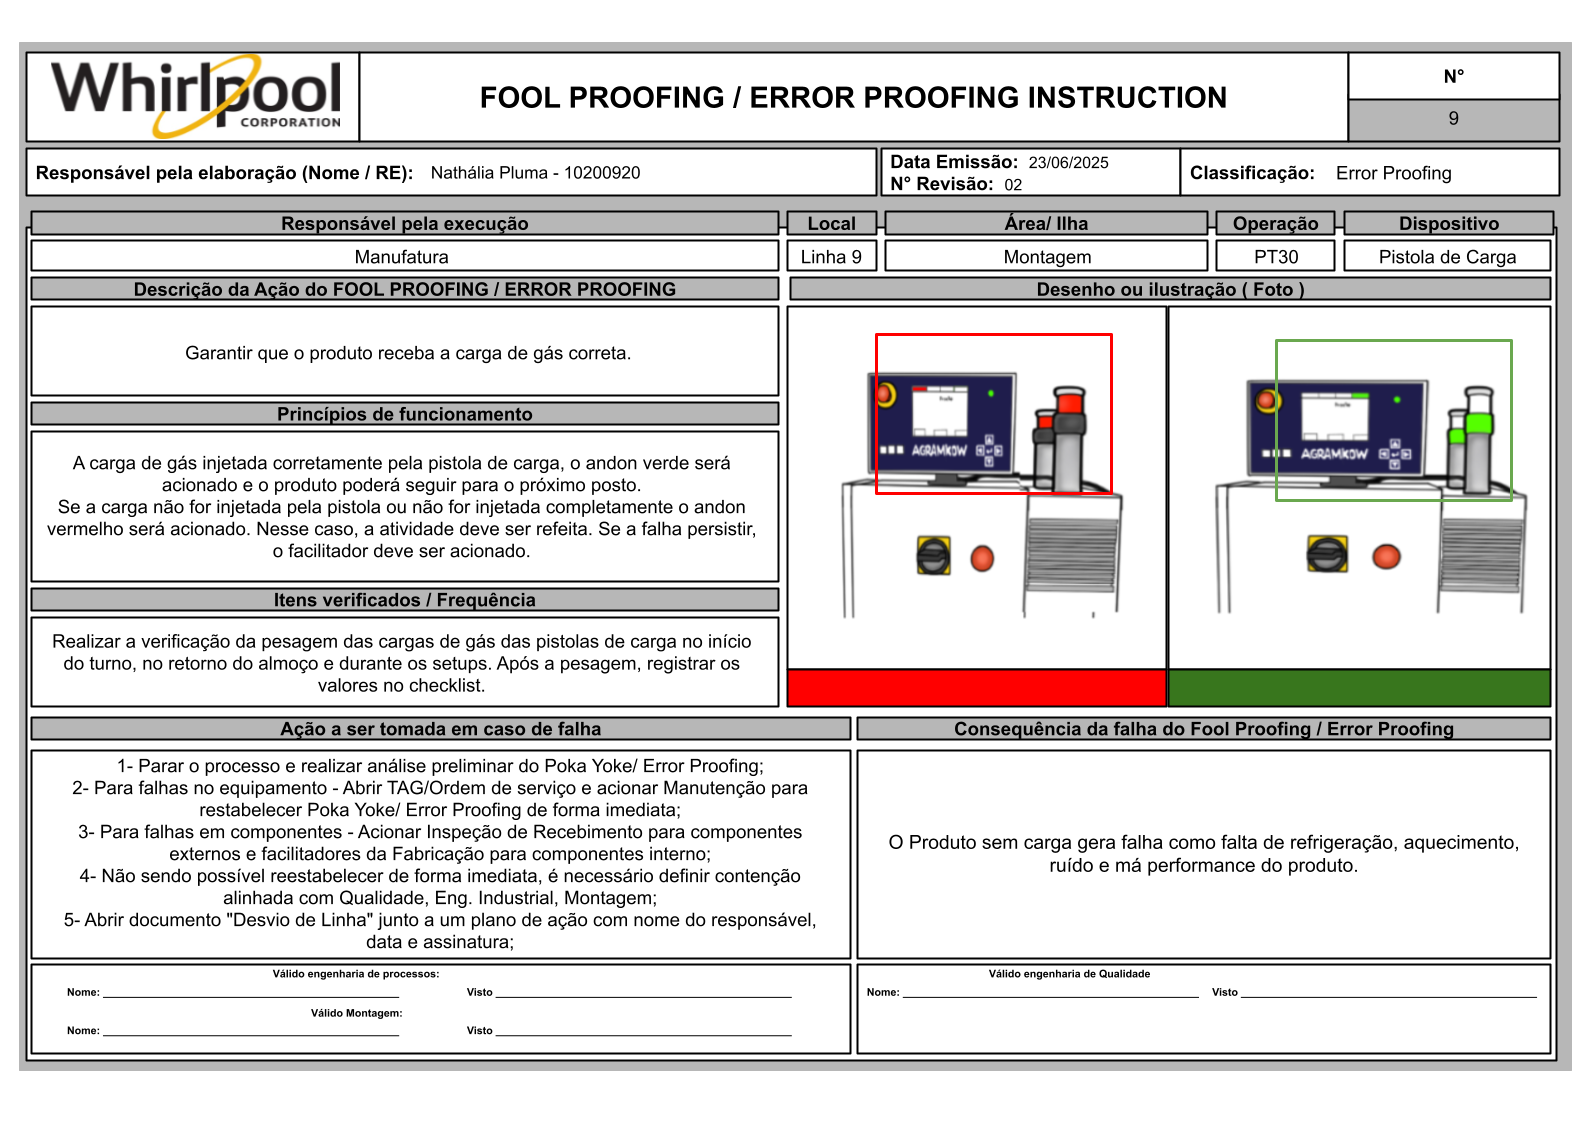 Whirlpool
CORPORATION
FOOL PROOFING / ERROR PROOFING INSTRUCTION
N°
9
Responsável pela elaboração (Nome / RE): Nathália Pluma - 10200920
Data Emissão: 23/06/2025
N° Revisão: 02
Classificação: Error Proofing
Responsável pela execução
Local
Área/ Ilha
Operação
Dispositivo
Manufatura
Linha 9
Montagem
PT30
Pistola de Carga
Descrição da Ação do FOOL PROOFING / ERROR PROOFING
Desenho ou ilustração ( Foto )
Garantir que o produto receba a carga de gás correta.
Princípios de funcionamento
A carga de gás injetada corretamente pela pistola de carga, o andon verde será
acionado e o produto poderá seguir para o próximo posto.
Se a carga não for injetada pela pistola ou não for injetada completamente o andon
vermelho será acionado. Nesse caso, a atividade deve ser refeita. Se a falha persistir,
o facilitador deve ser acionado.
AGRAMKOW
AGRAMKOW
Itens verificados / Frequência
Realizar a verificação da pesagem das cargas de gás das pistolas de carga no início
do turno, no retorno do almoço e durante os setups. Após a pesagem, registrar os
valores no checklist.
Ação a ser tomada em caso de falha
Consequência da falha do Fool Proofing / Error Proofing
1- Parar o processo e realizar análise preliminar do Poka Yoke/ Error Proofing;
2- Para falhas no equipamento - Abrir TAG/Ordem de serviço e acionar Manutenção para
restabelecer Poka Yoke/ Error Proofing de forma imediata;
3- Para falhas em componentes - Acionar Inspeção de Recebimento para componentes
externos e facilitadores da Fabricação para componentes interno;
4- Não sendo possível reestabelecer de forma imediata, é necessário definir contenção
alinhada com Qualidade, Eng. Industrial, Montagem;
5- Abrir documento "Desvio de Linha" junto a um plano de ação com nome do responsável,
data e assinatura;
O Produto sem carga gera falha como falta de refrigeração, aquecimento,
ruído e má performance do produto.
Válido engenharia de processos:
Nome: Visto
Válido Montagem:
Nome: Visto
Válido engenharia de Qualidade
Nome: Visto